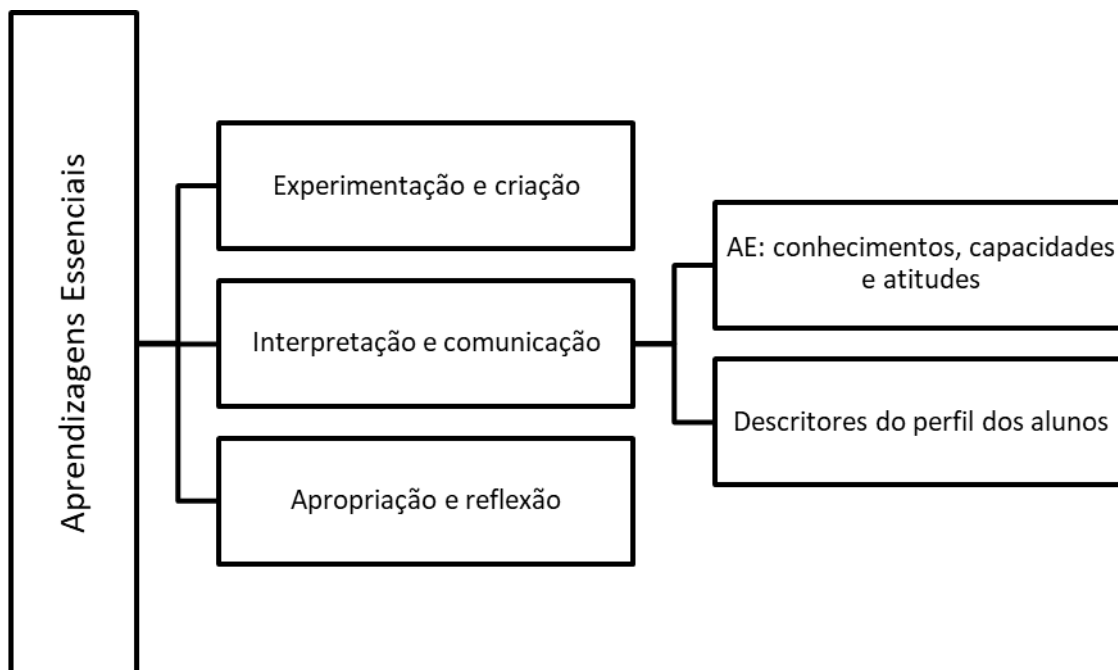 Aprendizagens Essenciais
Experimentação e criação
Interpretação e comunicação
Apropriação e reflexão
AE: conhecimentos, capacidades
e atitudes
Descritores do perfil dos alunos